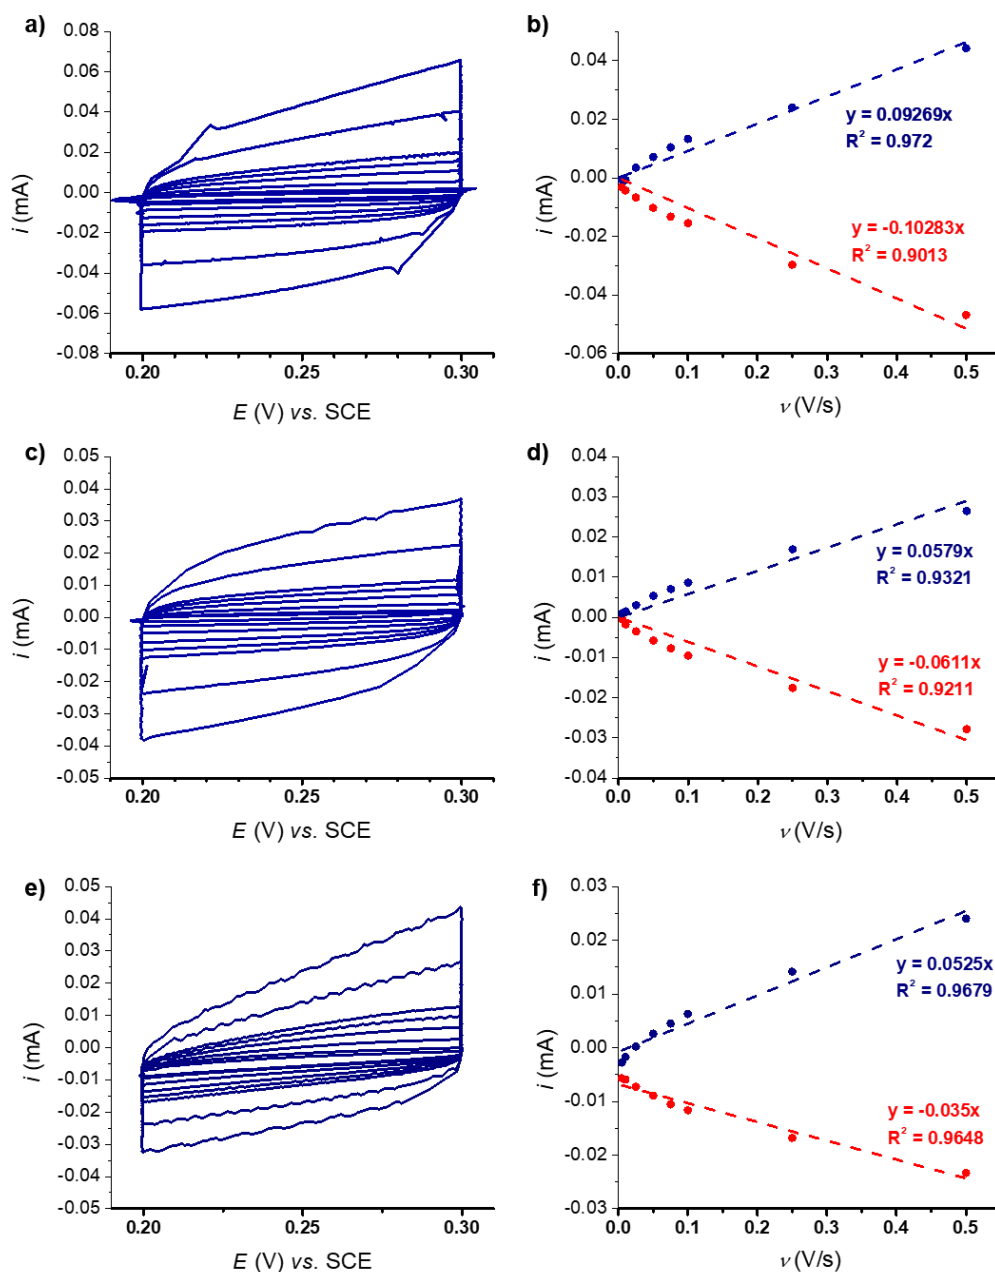 a)
0.08
0.06
0.04
0.02
0.00
-0.02
-0.04
-0.06
-0.08
i (mA)
0.20
0.25
0.30
E (V) vs. SCE
b)
0.04
0.02
0.00
-0.02
-0.04
-0.06
i (mA)
y = 0.09269x
R² = 0.972
y = -0.10283x
R² = 0.9013
0.0
0.1
0.2
0.3
0.4
0.5
ν (V/s)
c)
0.05
0.04
0.03
0.02
0.01
0.00
-0.01
-0.02
-0.03
-0.04
-0.05
i (mA)
0.20
0.25
0.30
E (V) vs. SCE
d)
0.04
0.03
0.02
0.01
0.00
-0.01
-0.02
-0.03
-0.04
i (mA)
y = 0.0579x
R² = 0.9321
y = -0.0611x
R² = 0.9211
0.0
0.1
0.2
0.3
0.4
0.5
ν (V/s)
e)
0.05
0.04
0.03
0.02
0.01
0.00
-0.01
-0.02
-0.03
-0.04
-0.05
i (mA)
0.20
0.25
0.30
E (V) vs. SCE
f)
0.03
0.02
0.01
0.00
-0.01
-0.02
-0.03
i (mA)
y = 0.0525x
R² = 0.9679
y = -0.035x
R² = 0.9648
0.0
0.1
0.2
0.3
0.4
0.5
ν (V/s)